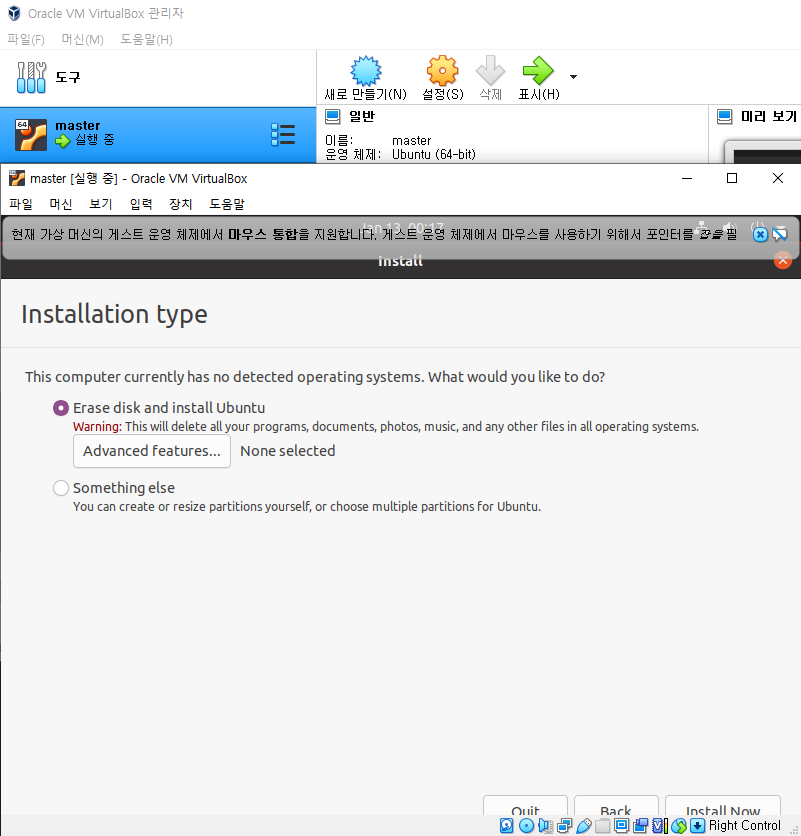 Oracle VM VirtualBox 관리자
파일(F) 머신(M) 도움말(H)
도구
새로 만들기(N) 설정(S) 삭제 표시(H)
64
master
실행 중
일반
이름: master
운영 체제: Ubuntu (64-bit)
미리 보기
master [실행 중] - Oracle VM VirtualBox
파일 머신 보기 입력 장치 도움말
Jan 13 00:17
현재 가상 머신의 게스트 운영 체제에서 마우스 통합을 지원합니다. 게스트 운영 체제에서 마우스를 사용하기 위해서 포인터를 잡을 필
Install
Installation type
This computer currently has no detected operating systems. What would you like to do?
Erase disk and install Ubuntu
Warning: This will delete all your programs, documents, photos, music, and any other files in all operating systems.
Advanced features... None selected
Something else
You can create or resize partitions yourself, or choose multiple partitions for Ubuntu.
Quit Back Install Now
Right Control